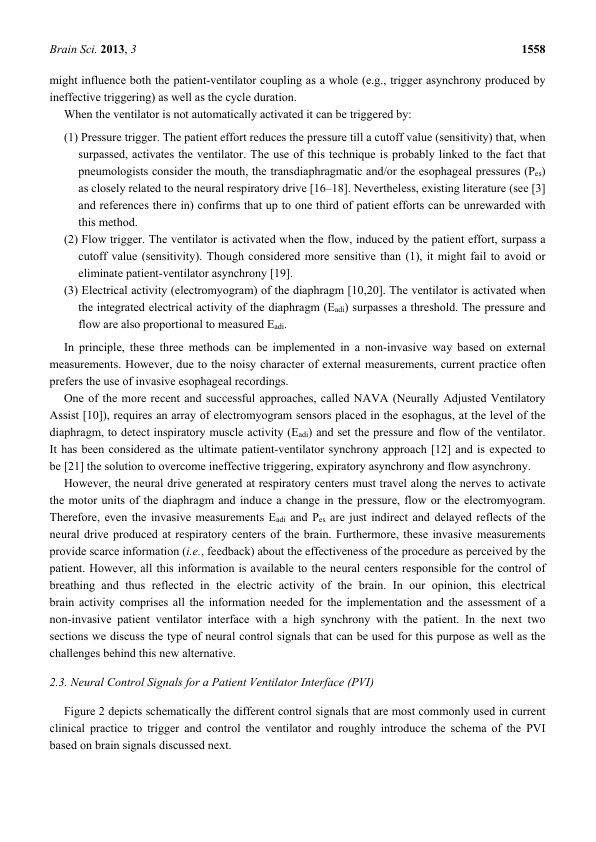 Brain Sci. 2013, 3 1558
might influence both the patient-ventilator coupling as a whole (e.g., trigger asynchrony produced by
ineffective triggering) as well as the cycle duration.
When the ventilator is not automatically activated it can be triggered by:
(1) Pressure trigger. The patient effort reduces the pressure till a cutoff value (sensitivity) that, when
surpassed, activates the ventilator. The use of this technique is probably linked to the fact that
pneumologists consider the mouth, the transdiaphragmatic and/or the esophageal pressures (Pes)
as closely related to the neural respiratory drive [16–18]. Nevertheless, existing literature (see [3]
and references there in) confirms that up to one third of patient efforts can be unrewarded with
this method.
(2) Flow trigger. The ventilator is activated when the flow, induced by the patient effort, surpass a
cutoff value (sensitivity). Though considered more sensitive than (1), it might fail to avoid or
eliminate patient-ventilator asynchrony [19].
(3) Electrical activity (electromyogram) of the diaphragm [10,20]. The ventilator is activated when
the integrated electrical activity of the diaphragm (Eadi) surpasses a threshold. The pressure and
flow are also proportional to measured Eadi.
In principle, these three methods can be implemented in a non-invasive way based on external
measurements. However, due to the noisy character of external measurements, current practice often
prefers the use of invasive esophageal recordings.
One of the more recent and successful approaches, called NAVA (Neurally Adjusted Ventilatory
Assist [10]), requires an array of electromyogram sensors placed in the esophagus, at the level of the
diaphragm, to detect inspiratory muscle activity (Eadi) and set the pressure and flow of the ventilator.
It has been considered as the ultimate patient-ventilator synchrony approach [12] and is expected to
be [21] the solution to overcome ineffective triggering, expiratory asynchrony and flow asynchrony.
However, the neural drive generated at respiratory centers must travel along the nerves to activate
the motor units of the diaphragm and induce a change in the pressure, flow or the electromyogram.
Therefore, even the invasive measurements Eadi and Pes are just indirect and delayed reflects of the
neural drive produced at respiratory centers of the brain. Furthermore, these invasive measurements
provide scarce information (i.e., feedback) about the effectiveness of the procedure as perceived by the
patient. However, all this information is available to the neural centers responsible for the control of
breathing and thus reflected in the electric activity of the brain. In our opinion, this electrical
brain activity comprises all the information needed for the implementation and the assessment of a
non-invasive patient ventilator interface with a high synchrony with the patient. In the next two
sections we discuss the type of neural control signals that can be used for this purpose as well as the
challenges behind this new alternative.
2.3. Neural Control Signals for a Patient Ventilator Interface (PVI)
Figure 2 depicts schematically the different control signals that are most commonly used in current
clinical practice to trigger and control the ventilator and roughly introduce the schema of the PVI
based on brain signals discussed next.